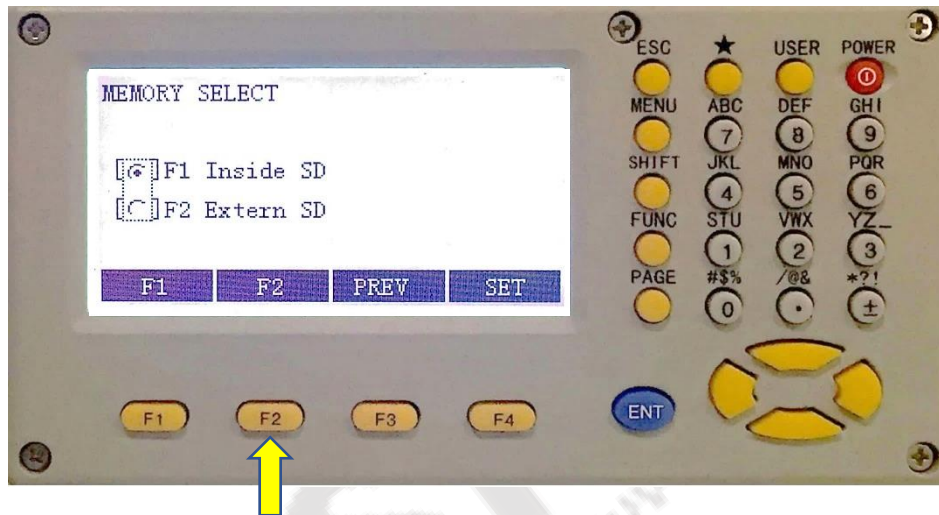 MEMORY SELECT
F1 Inside SD
F2 Extern SD
F1 F2 PREV SET
ESC ★ USER POWER
MENU ABC DEF GHI
7 8 9
SHIFT JKL MNO PQR
4 5 6
FUNC STU VWX YZ_
1 2 3
PAGE #$% /@& *?!
0 • ±
ENT
F1 F2 F3 F4